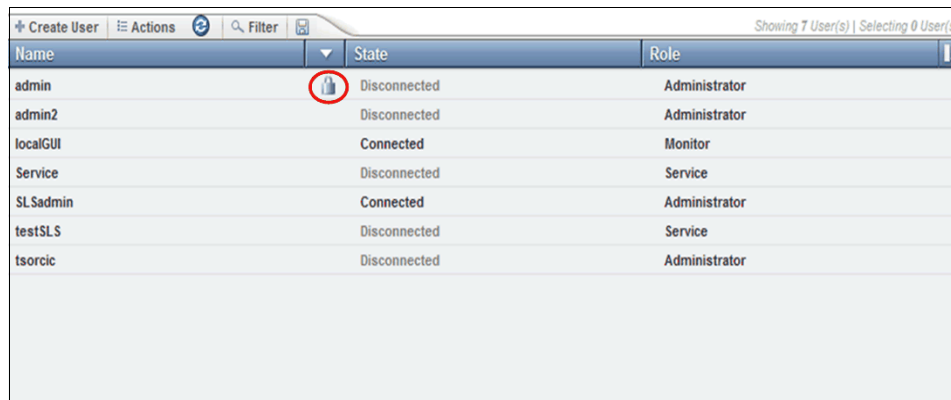 Create User Actions Filter Showing 7 User(s) | Selecting 0 User(s
Name State Role
admin Disconnected Administrator
admin2 Disconnected Administrator
localGUI Connected Monitor
Service Disconnected Service
SLSadmin Connected Administrator
testSLS Disconnected Service
tsorcic Disconnected Administrator